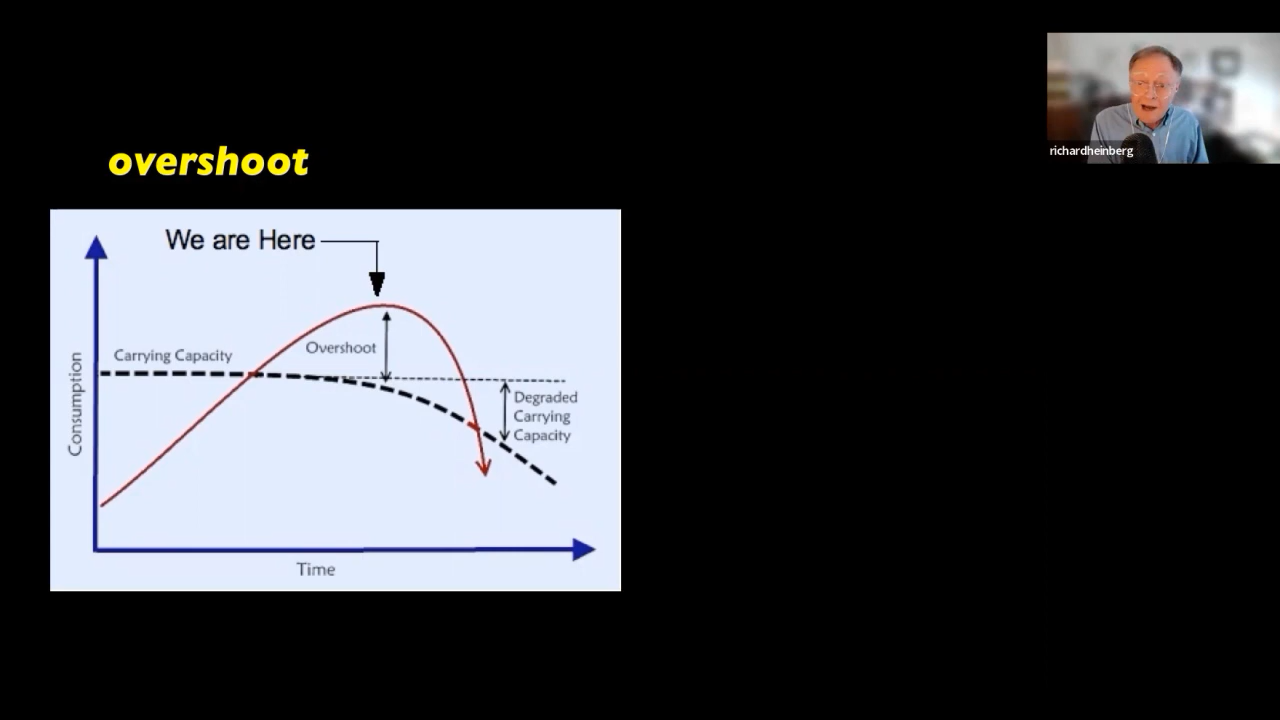 richardheinberg
overshoot
We are Here
Overshoot
Carrying Capacity
Degraded
Carrying
Capacity
Consumption
Time